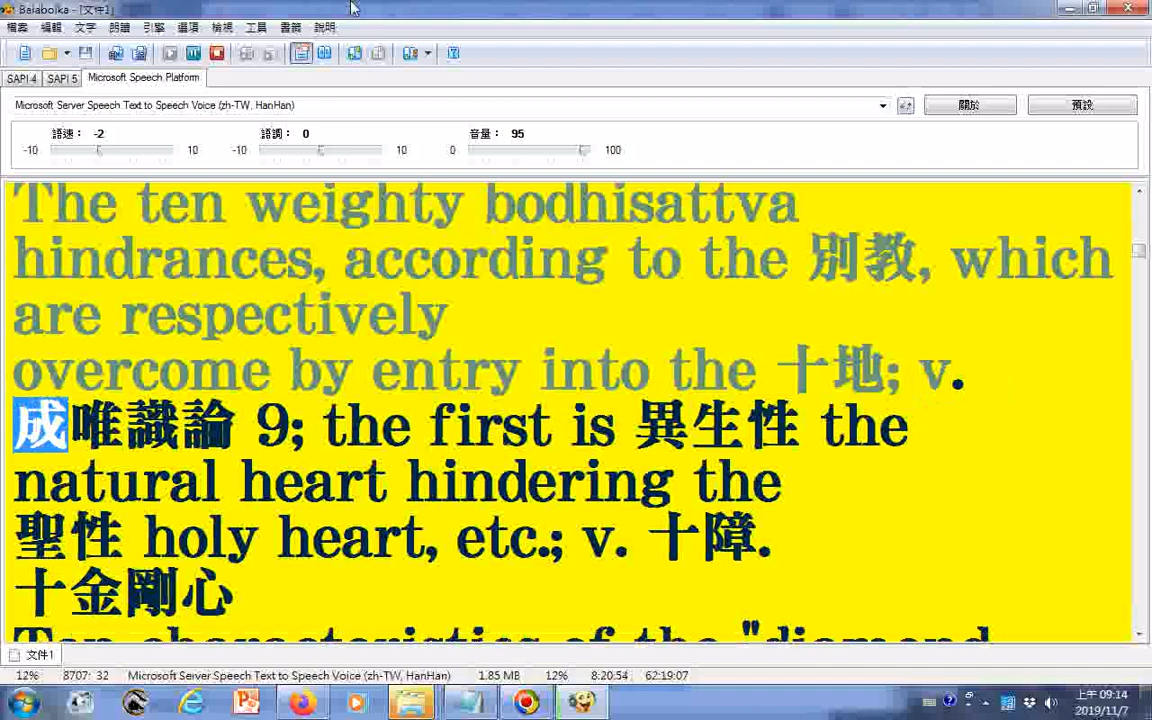 Balabolka - [文件1]
檔案 編輯 文字 朗讀 引擎 選項 檢視 工具 書籤 說明
SAPI 4 SAPI 5 Microsoft Speech Platform
Microsoft Server Speech Text to Speech Voice (zh-TW, HanHan) 關於 預設
語速： -2 語調： 0 音量： 95
-10 10 -10 10 0 100
The ten weighty bodhisattva
hindrances, according to the 別教, which
are respectively
overcome by entry into the 十地; v.
成唯識論 9; the first is 異生性 the
natural heart hindering the
聖性 holy heart, etc.; v. 十障.
十金剛心
Ten characteristics of the "diamond
文件1
12% 8707: 32 Microsoft Server Speech Text to Speech Voice (zh-TW, HanHan) 1.85 MB 12% 8:20:54 62:19:07
上午 09:14
2019/11/7